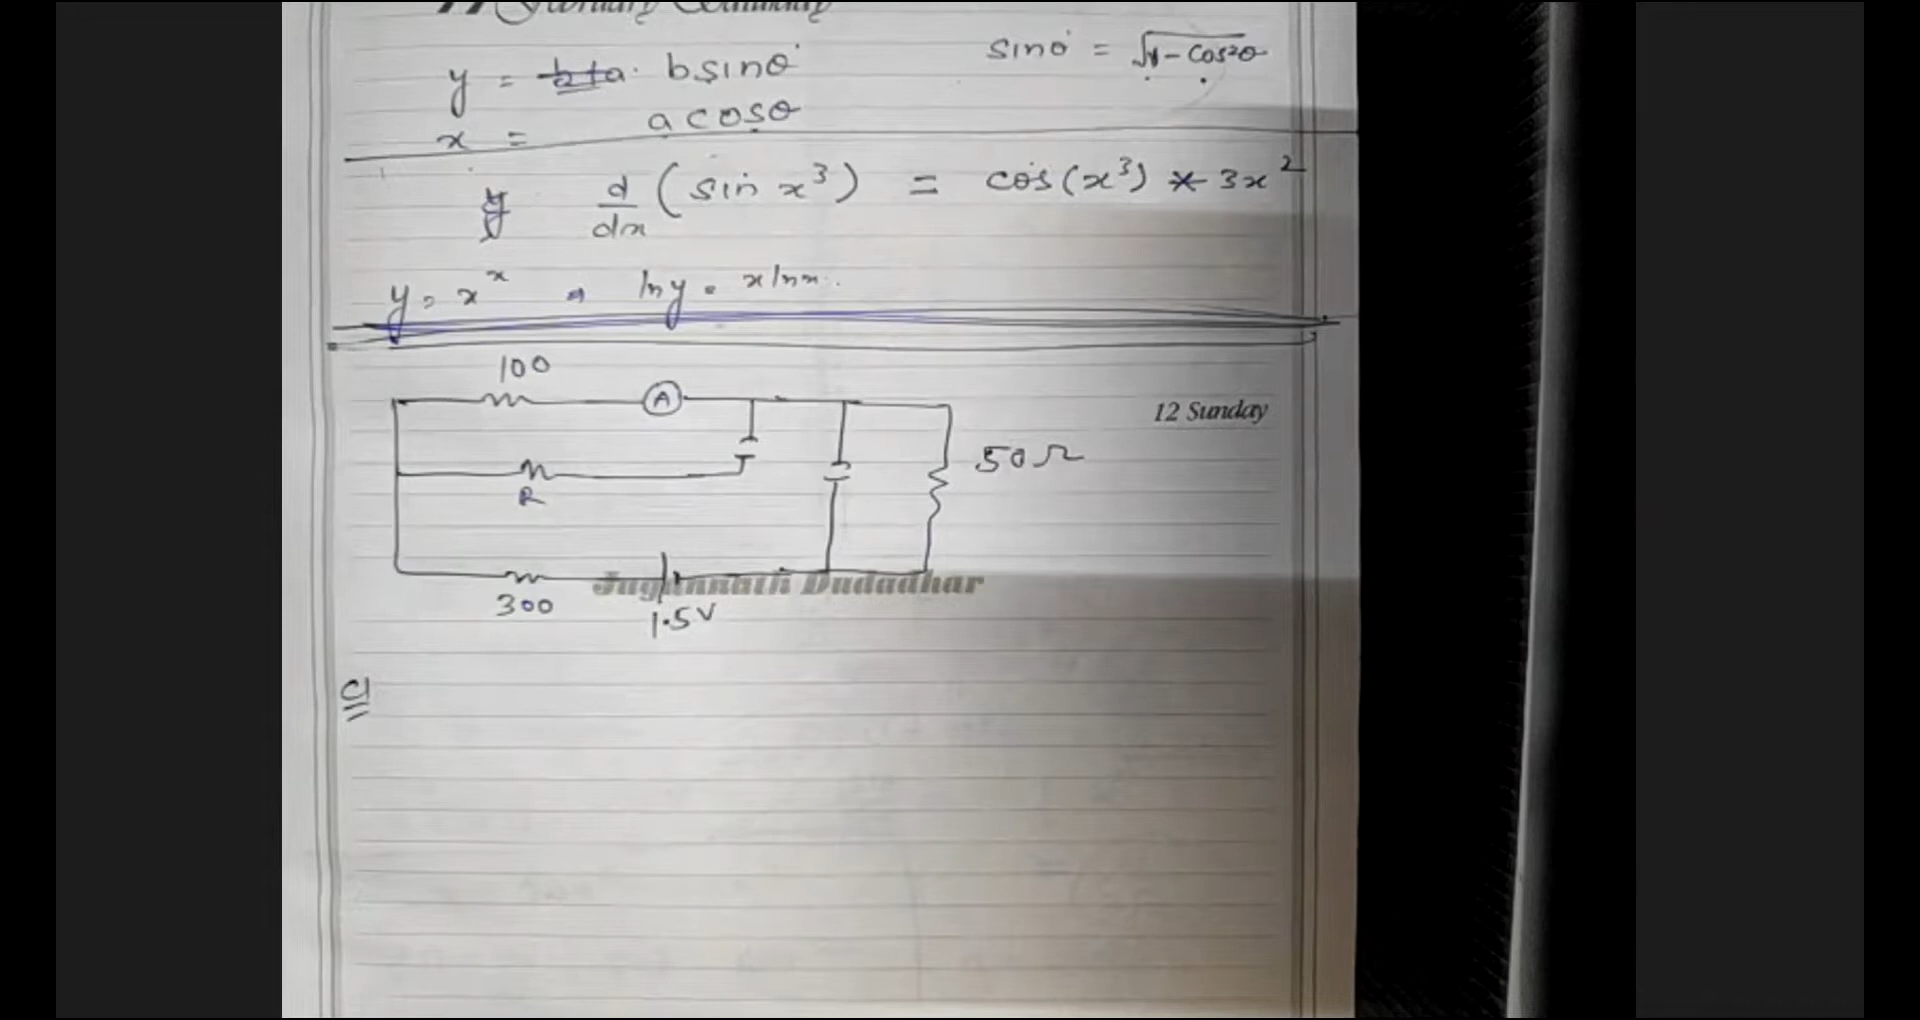 y = b sinθ
sinθ = √1 - cos²θ
x = a cosθ
y d/dx (sin x³) = cos(x³) * 3x²
y = x^x ⇒ ln y = x ln x.
100
A
12 Sunday
50Ω
R
Jagannath Dudadhar
300
1.5V